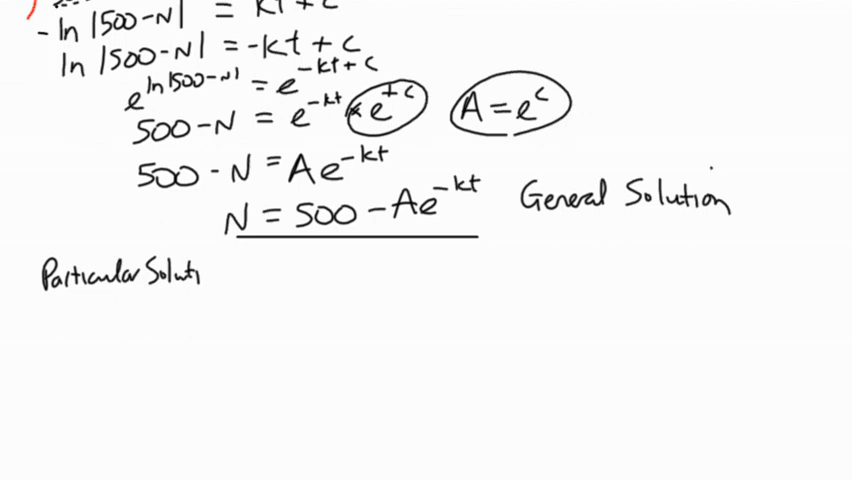 -ln |500-N| = kt + c
ln |500-N| = -kt + c
e^{ln|500-N|} = e^{-kt+c}
500-N = e^{-kt} * e^{+c} A = e^c
500 - N = Ae^{-kt}
N = 500 - Ae^{-kt} General Solution
Particular Soluti